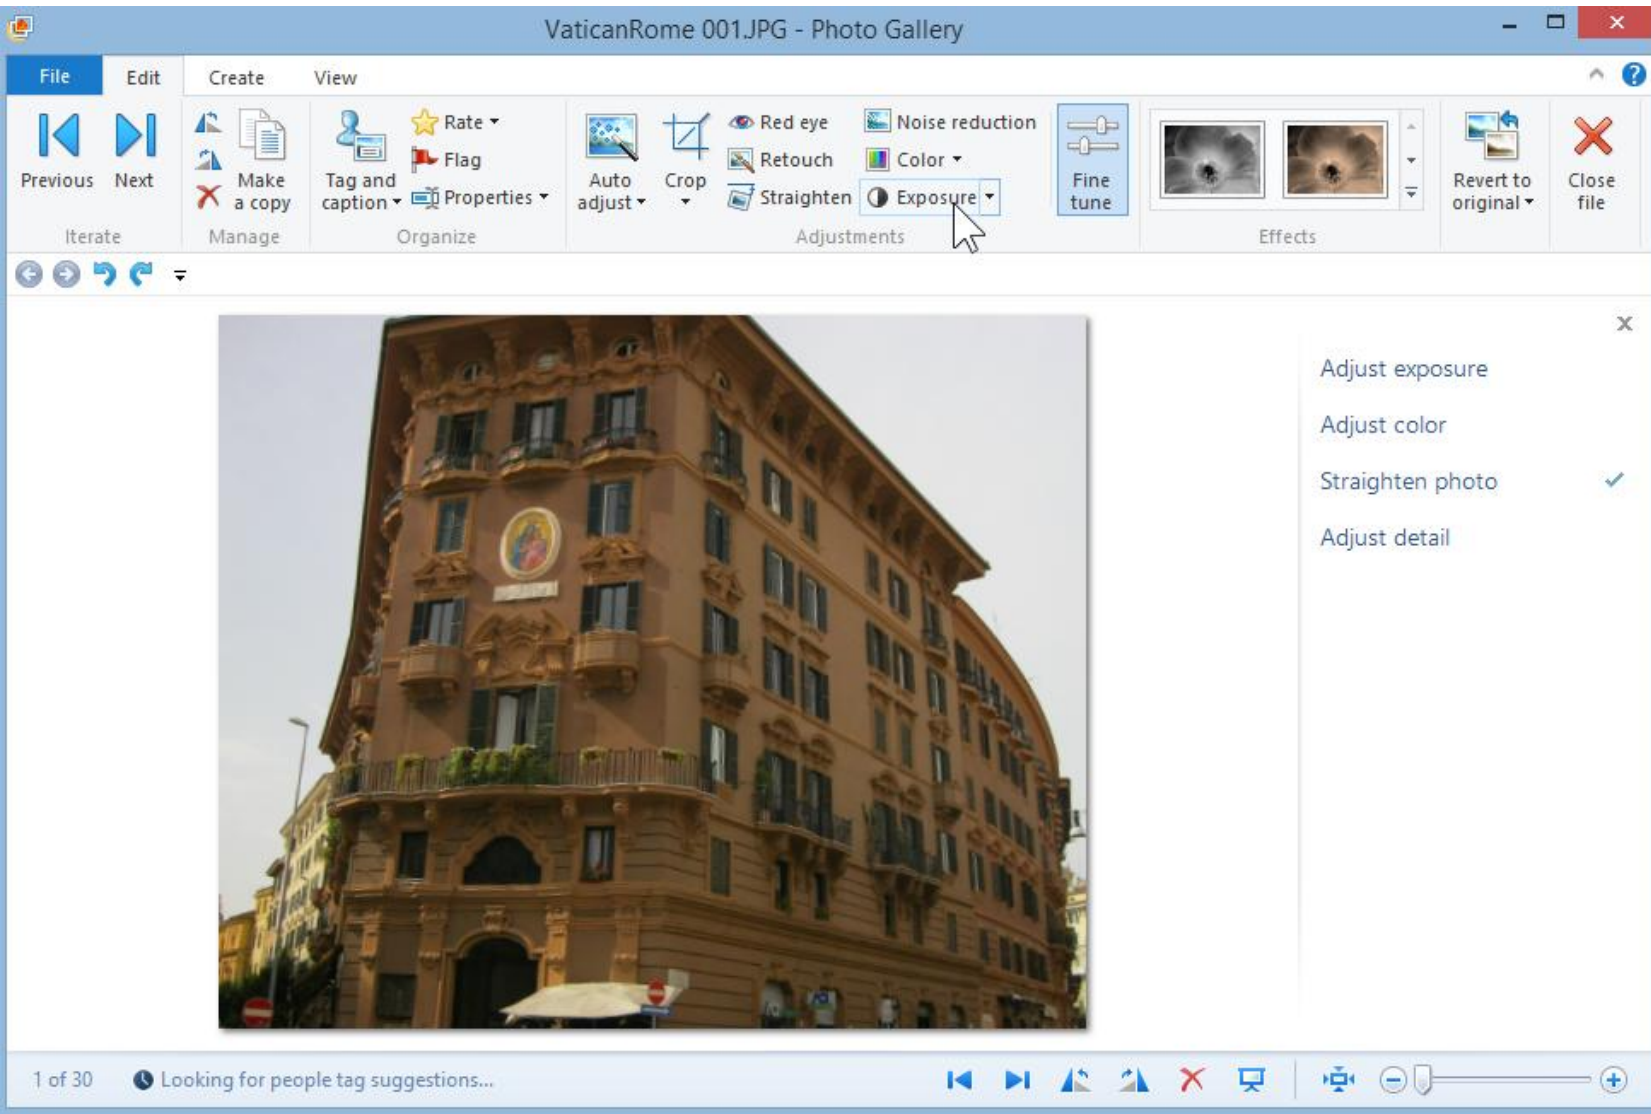 VaticanRome 001.JPG - Photo Gallery
File Edit Create View
Previous Next
Make a copy
Tag and caption
Rate
Flag
Properties
Auto adjust
Crop
Red eye
Retouch
Straighten
Noise reduction
Color
Exposure
Fine tune
Revert to original
Close file
Iterate Manage Organize Adjustments Effects
Adjust exposure
Adjust color
Straighten photo
Adjust detail
1 of 30 Looking for people tag suggestions...